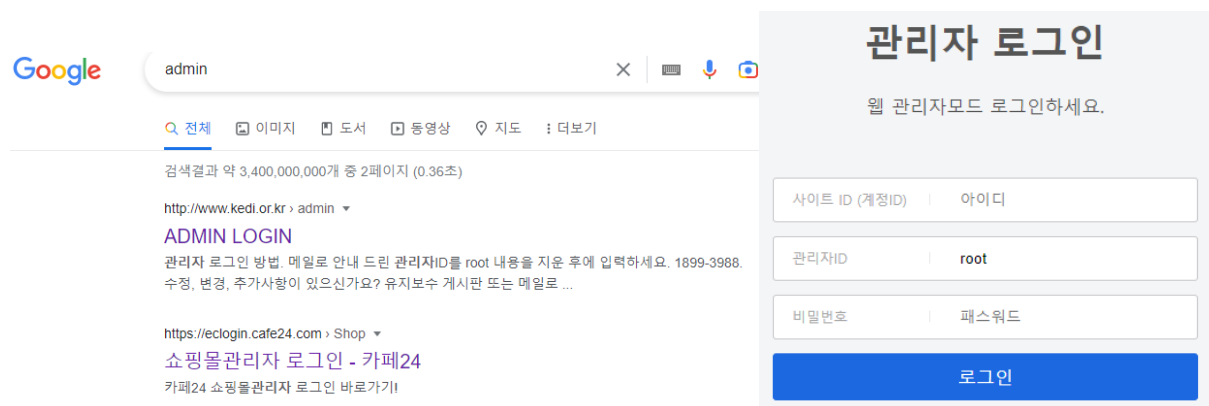 Google
admin
전체 이미지 도서 동영상 지도 더보기
검색결과 약 3,400,000,000개 중 2페이지 (0.36초)
http://www.kedi.or.kr › admin
ADMIN LOGIN
관리자 로그인 방법. 메일로 안내 드린 관리자ID를 root 내용을 지운 후에 입력하세요. 1899-3988.
수정, 변경, 추가사항이 있으신가요? 유지보수 게시판 또는 메일로 ...
https://eclogin.cafe24.com › Shop
쇼핑몰관리자 로그인 - 카페24
카페24 쇼핑몰관리자 로그인 바로가기!
관리자 로그인
웹 관리자모드 로그인하세요.
사이트 ID (계정ID) 아이디
관리자ID root
비밀번호 패스워드
로그인